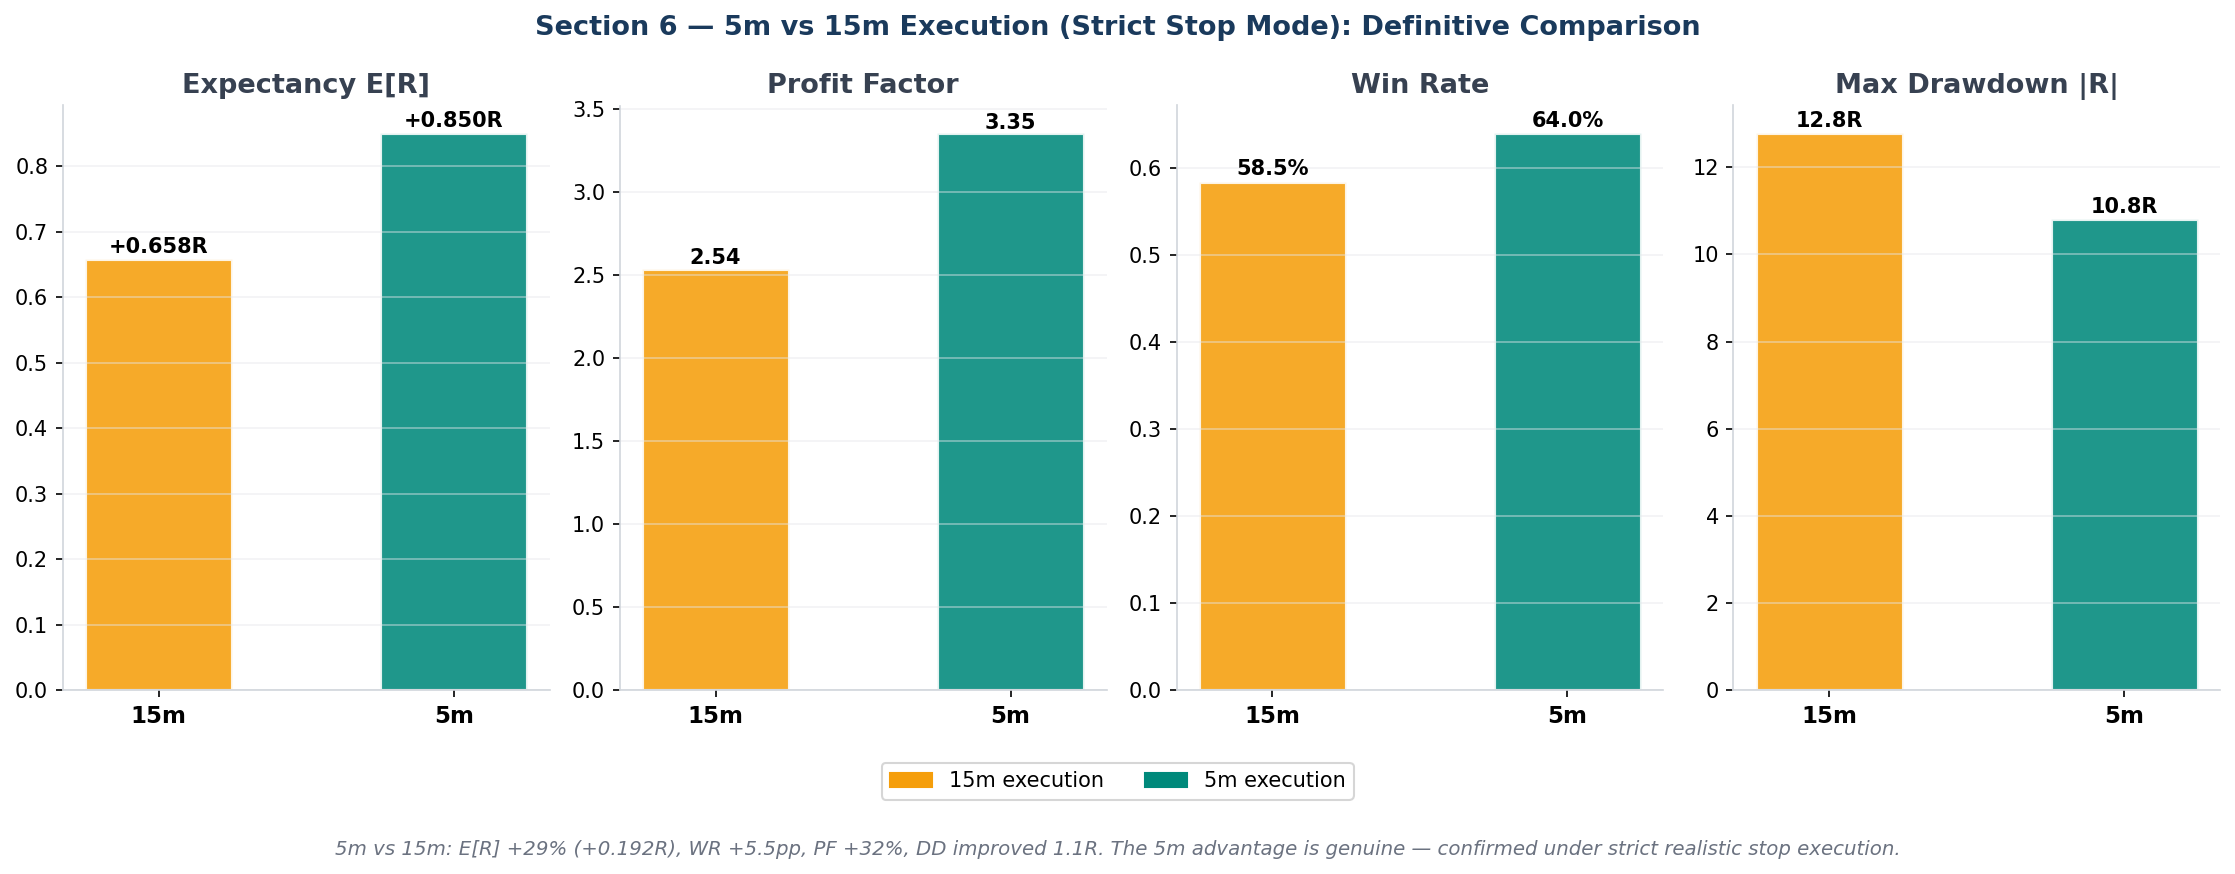 Section 6 — 5m vs 15m Execution (Strict Stop Mode): Definitive Comparison
Expectancy E[R]
+0.850R
+0.658R
0.8
0.7
0.6
0.5
0.4
0.3
0.2
0.1
0.0
15m
5m
Profit Factor
3.35
2.54
3.5
3.0
2.5
2.0
1.5
1.0
0.5
0.0
15m
5m
Win Rate
64.0%
58.5%
0.6
0.5
0.4
0.3
0.2
0.1
0.0
15m
5m
Max Drawdown |R|
12.8R
10.8R
12
10
8
6
4
2
0
15m
5m
15m execution
5m execution
5m vs 15m: E[R] +29% (+0.192R), WR +5.5pp, PF +32%, DD improved 1.1R. The 5m advantage is genuine — confirmed under strict realistic stop execution.